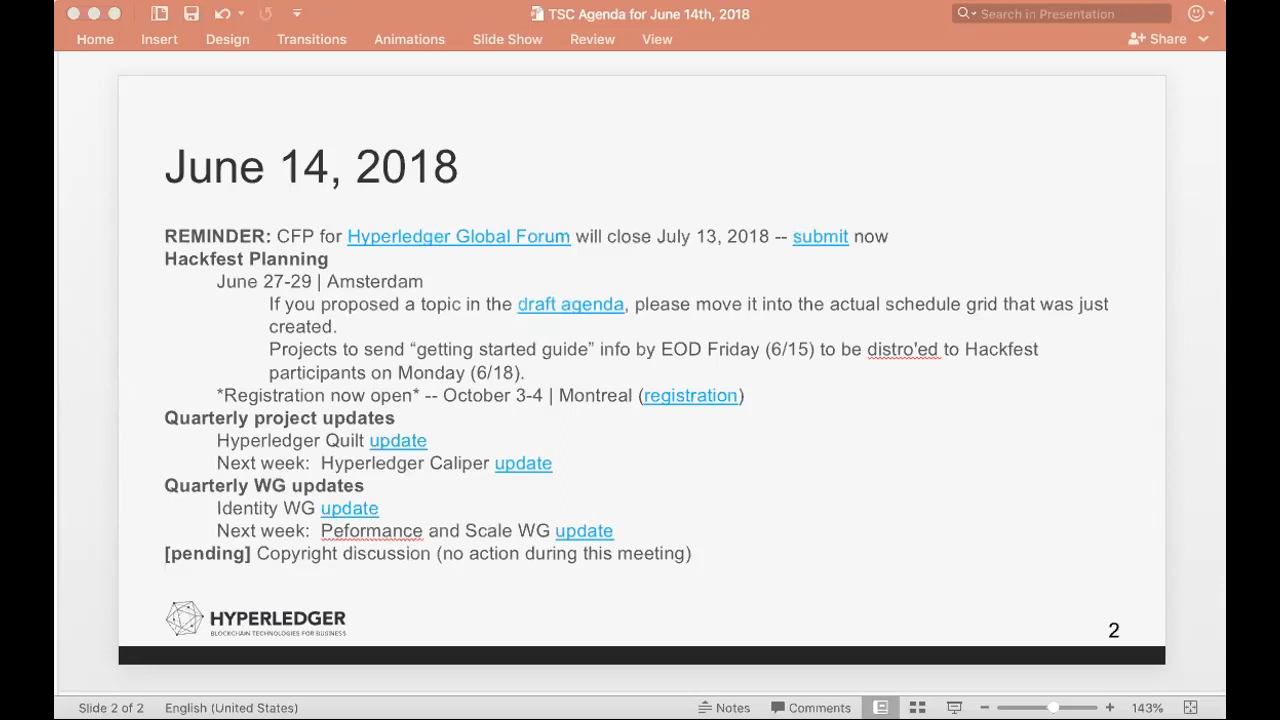 TSC Agenda for June 14th, 2018
Search in Presentation
Home Insert Design Transitions Animations Slide Show Review View Share
June 14, 2018
REMINDER: CFP for Hyperledger Global Forum will close July 13, 2018 -- submit now
Hackfest Planning
June 27-29 | Amsterdam
If you proposed a topic in the draft agenda, please move it into the actual schedule grid that was just
created.
Projects to send “getting started guide” info by EOD Friday (6/15) to be distro'ed to Hackfest
participants on Monday (6/18).
*Registration now open* -- October 3-4 | Montreal (registration)
Quarterly project updates
Hyperledger Quilt update
Next week: Hyperledger Caliper update
Quarterly WG updates
Identity WG update
Next week: Peformance and Scale WG update
[pending] Copyright discussion (no action during this meeting)
HYPERLEDGER
BLOCKCHAIN TECHNOLOGIES FOR BUSINESS
2
Slide 2 of 2 English (United States) Notes Comments 143%